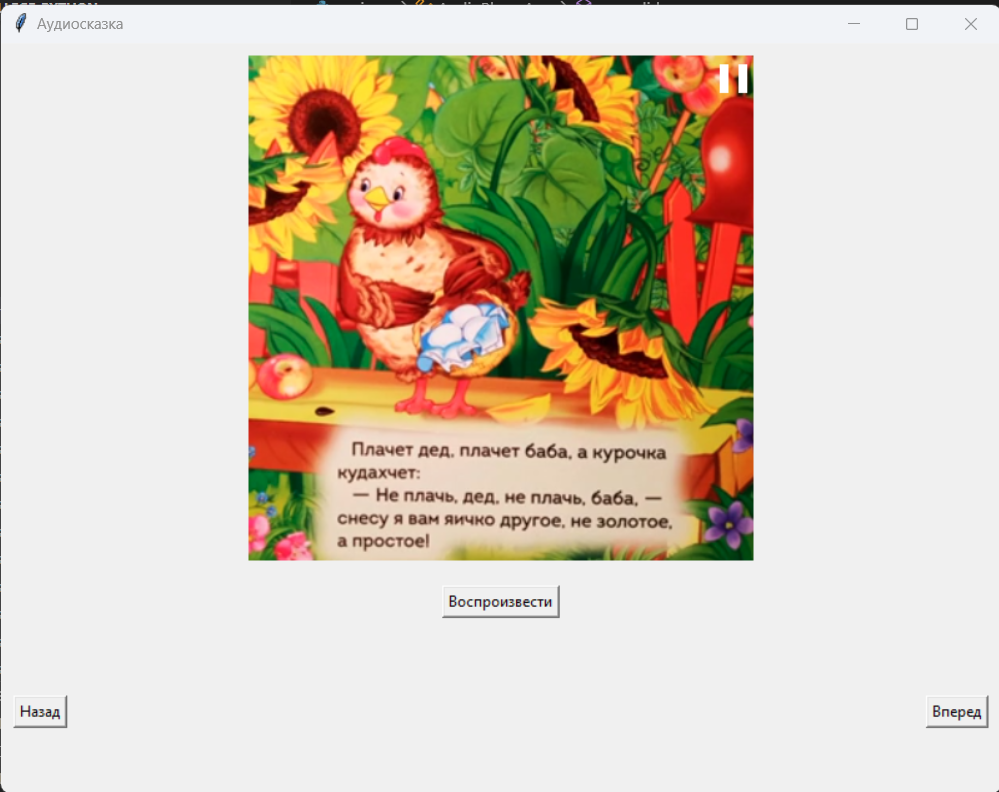 Аудиосказка
Плачет дед, плачет баба, а курочка
кудахчет:
— Не плачь, дед, не плачь, баба, —
снесу я вам яичко другое, не золотое,
а простое!
Воспроизвести
Назад
Вперед